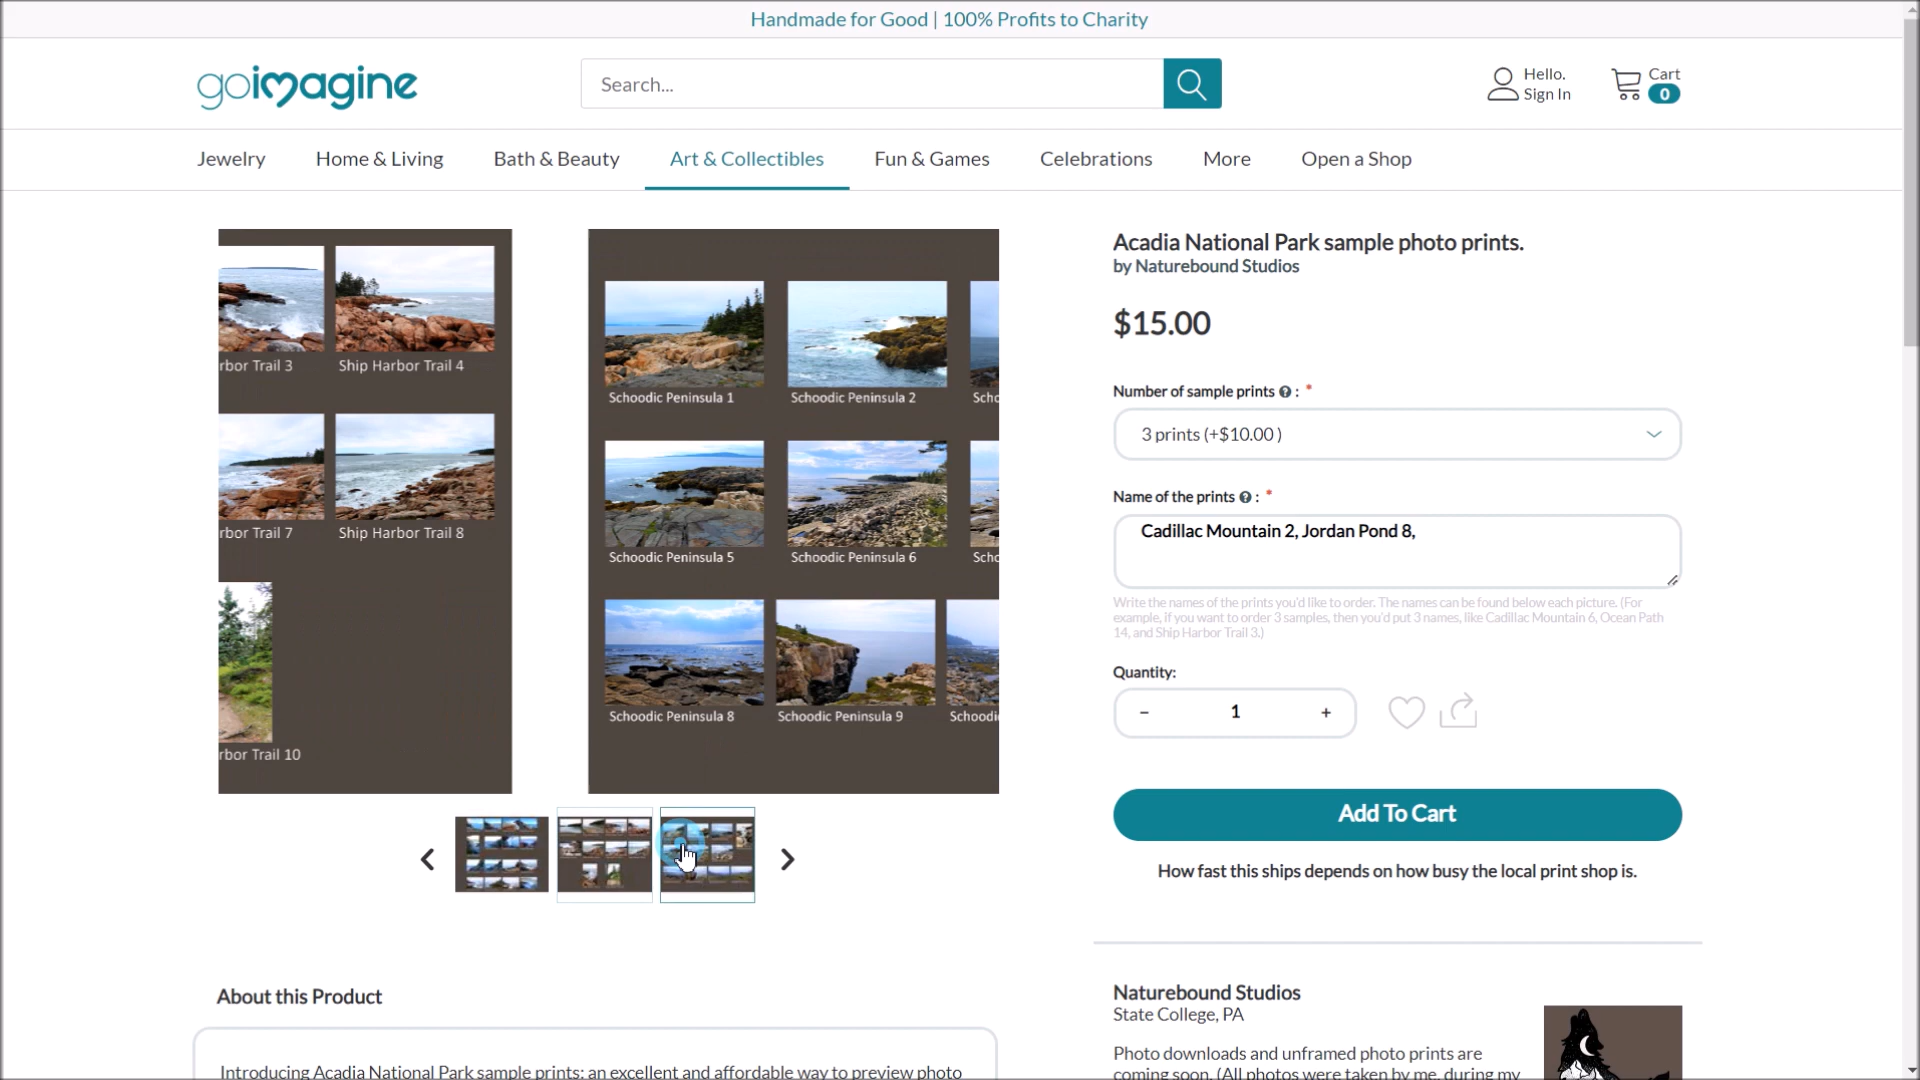 Handmade for Good | 100% Profits to Charity
goimagine
Search...
Hello.
Sign In
Cart
0
Jewelry
Home & Living
Bath & Beauty
Art & Collectibles
Fun & Games
Celebrations
More
Open a Shop
rbor Trail 3
Ship Harbor Trail 4
rbor Trail 7
Ship Harbor Trail 8
rbor Trail 10
Schoodic Peninsula 1
Schoodic Peninsula 2
Scho
Schoodic Peninsula 5
Schoodic Peninsula 6
Scho
Schoodic Peninsula 8
Schoodic Peninsula 9
Schoodi
Acadia National Park sample photo prints.
by Naturebound Studios
$15.00
Number of sample prints ? : *
3 prints (+$10.00 )
Name of the prints ? : *
Cadillac Mountain 2, Jordan Pond 8,
Write the names of the prints you'd like to order. The names can be found below each picture. (For
example, if you want to order 3 samples, then you'd put 3 names, like Cadillac Mountain 6, Ocean Path
14, and Ship Harbor Trail 3.)
Quantity:
− 1 +
Add To Cart
How fast this ships depends on how busy the local print shop is.
About this Product
Introducing Acadia National Park sample prints: an excellent and affordable way to preview photo
Naturebound Studios
State College, PA
Photo downloads and unframed photo prints are
coming soon. (All photos were taken by me, during my